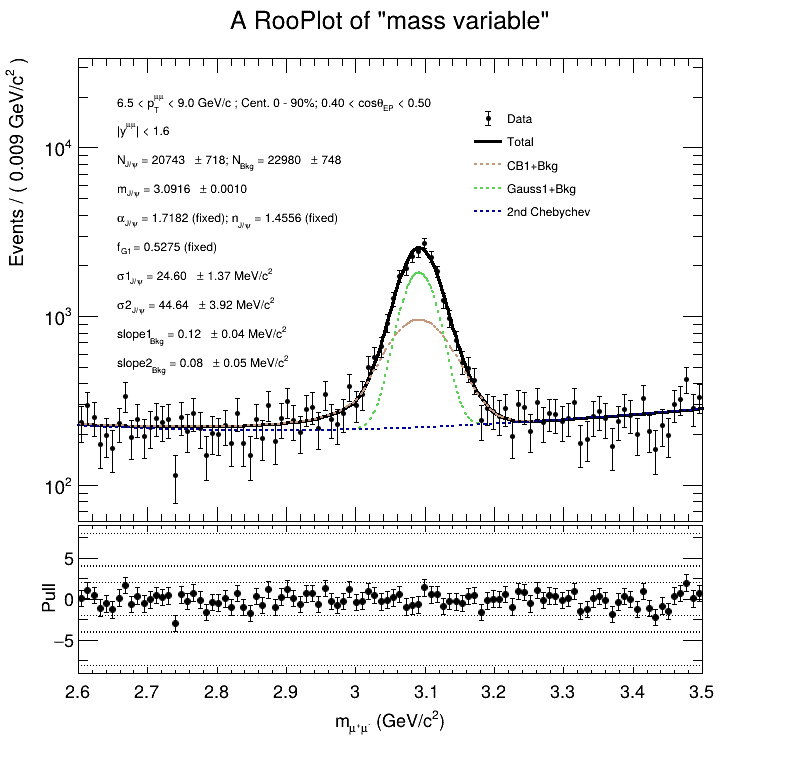 A RooPlot of "mass variable"
Events / ( 0.009 GeV/c² )
10⁴
10³
10²
6.5 < p_T^μμ < 9.0 GeV/c ; Cent. 0 - 90%; 0.40 < cosθ_EP < 0.50
|y^μμ| < 1.6
N_J/ψ = 20743 ± 718; N_Bkg = 22980 ± 748
m_J/ψ = 3.0916 ± 0.0010
α_J/ψ = 1.7182 (fixed); n_J/ψ = 1.4556 (fixed)
f_G1 = 0.5275 (fixed)
σ1_J/ψ = 24.60 ± 1.37 MeV/c²
σ2_J/ψ = 44.64 ± 3.92 MeV/c²
slope1_Bkg = 0.12 ± 0.04 MeV/c²
slope2_Bkg = 0.08 ± 0.05 MeV/c²
Data
Total
CB1+Bkg
Gauss1+Bkg
2nd Chebychev
Pull
5
0
−5
2.6 2.7 2.8 2.9 3 3.1 3.2 3.3 3.4 3.5
m_μ⁺μ⁻ (GeV/c²)